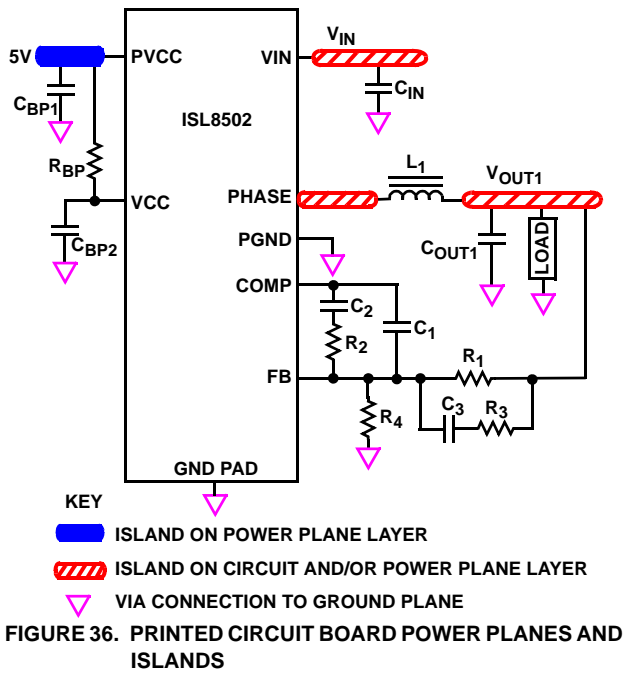 5V
PVCC
VIN
V_IN
C_BP1
C_IN
ISL8502
R_BP
L_1
V_OUT1
VCC
PHASE
C_BP2
PGND
C_OUT1
LOAD
COMP
C_2
C_1
R_2
R_1
FB
C_3
R_3
R_4
GND PAD
KEY
ISLAND ON POWER PLANE LAYER
ISLAND ON CIRCUIT AND/OR POWER PLANE LAYER
VIA CONNECTION TO GROUND PLANE
FIGURE 36. PRINTED CIRCUIT BOARD POWER PLANES AND
ISLANDS